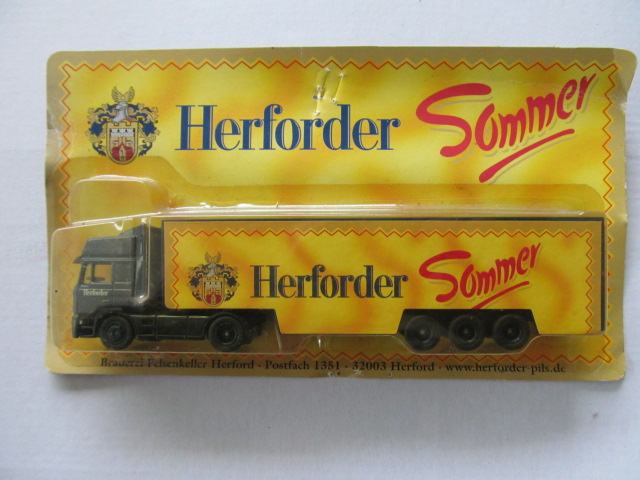 Herforder Sommer
Herforder Sommer
Herforder
Brauerei Felsenkeller Herford · Postfach 1351 · 32003 Herford · www.herforder-pils.de